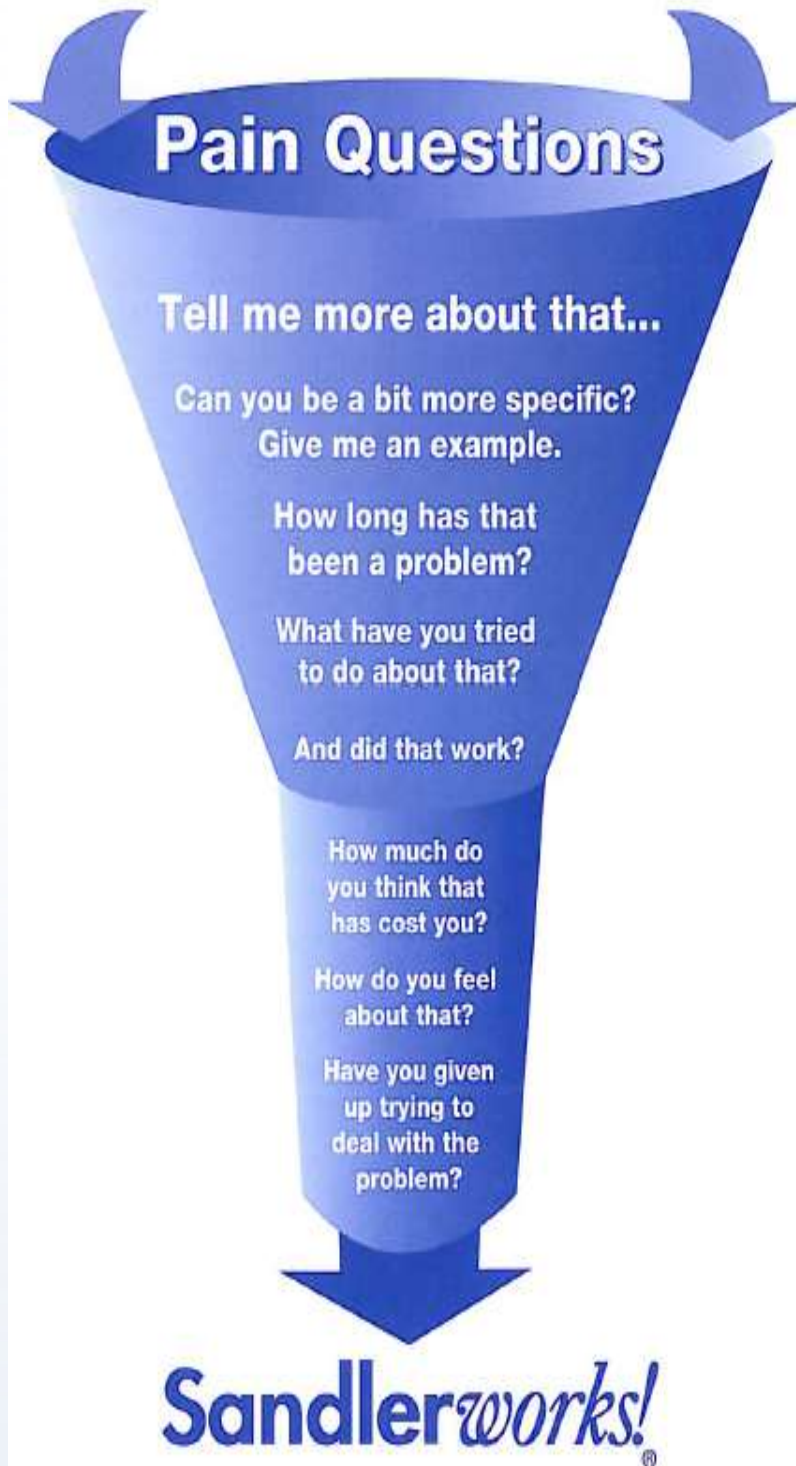 Pain Questions
Tell me more about that...
Can you be a bit more specific?
Give me an example.
How long has that
been a problem?
What have you tried
to do about that?
And did that work?
How much do
you think that
has cost you?
How do you feel
about that?
Have you given
up trying to
deal with the
problem?
Sandlerworks!
®